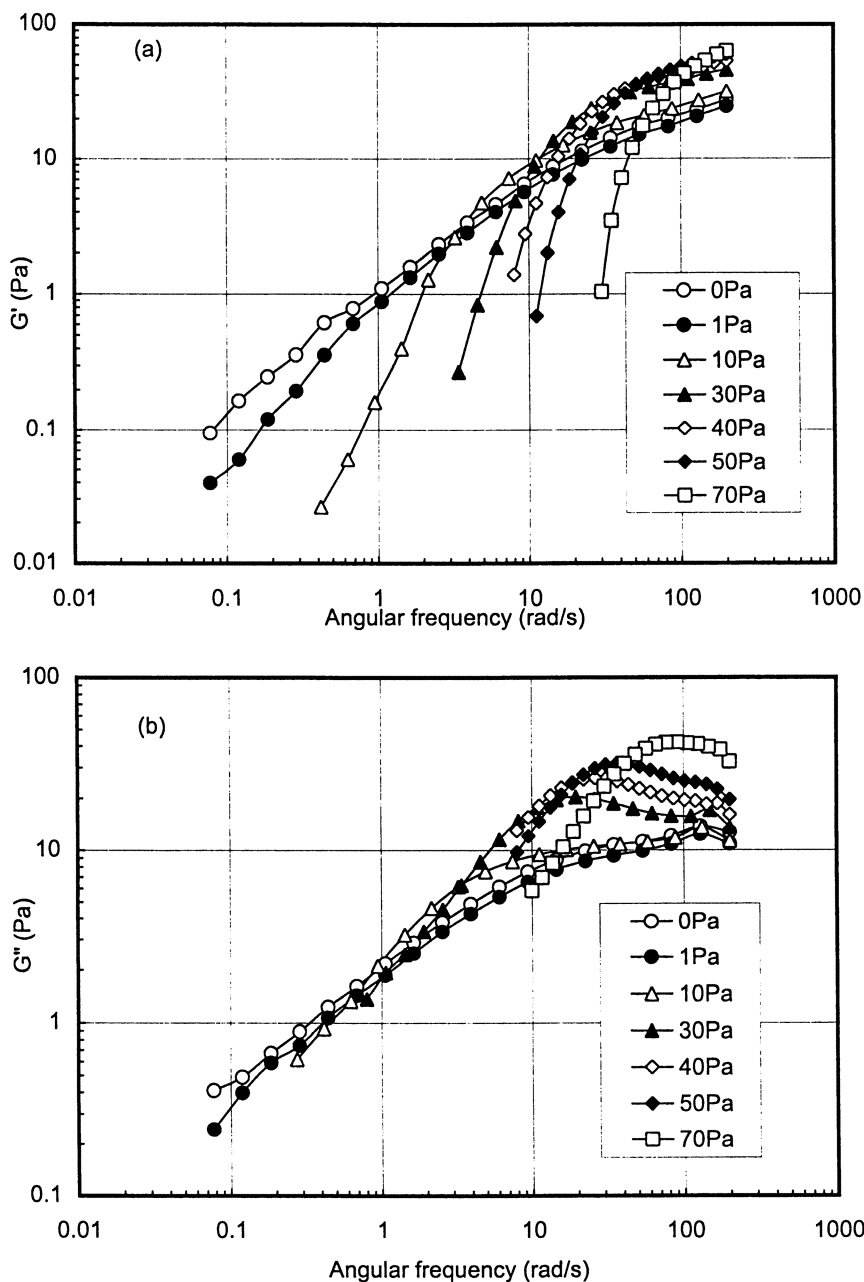 100
(a)
10
G' (Pa)
1
0.1
0.01
0Pa
1Pa
10Pa
30Pa
40Pa
50Pa
70Pa
0.01 0.1 1 10 100 1000
Angular frequency (rad/s)
100
(b)
10
G" (Pa)
1
0.1
0Pa
1Pa
10Pa
30Pa
40Pa
50Pa
70Pa
0.01 0.1 1 10 100 1000
Angular frequency (rad/s)